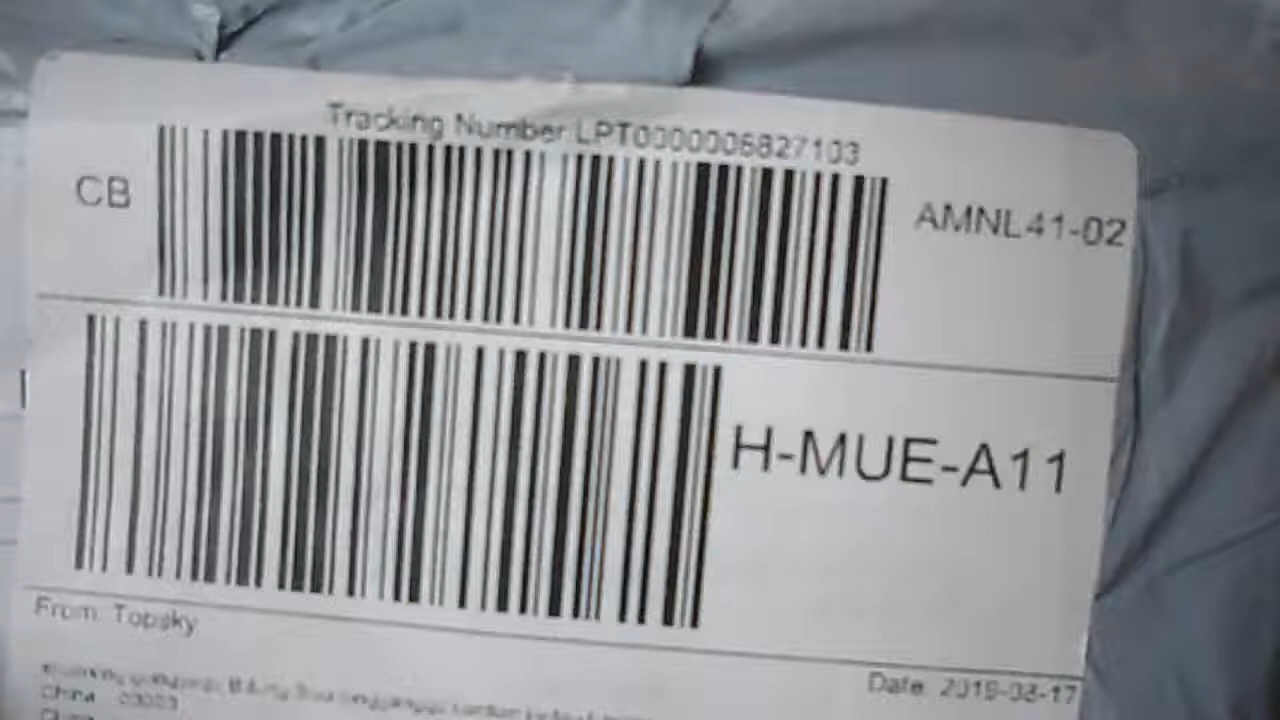 Tracking Number LPT0000006827103
CB
AMNL41-02
H-MUE-A11
From: Topsky
China
Date: 2019-08-17